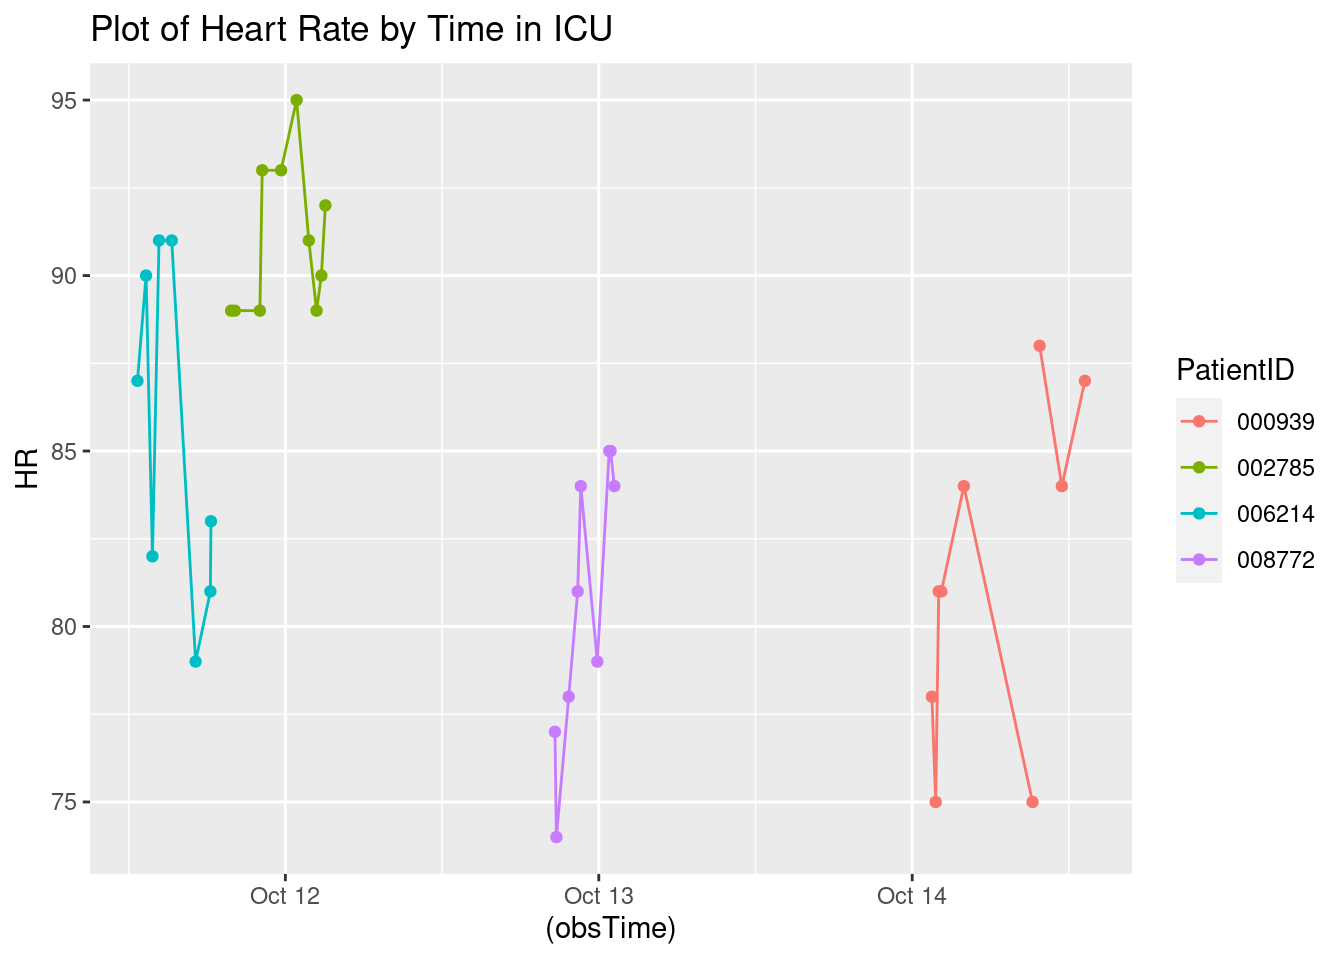 Plot of Heart Rate by Time in ICU
95
90
85
80
75
HR
Oct 12
Oct 13
Oct 14
(obsTime)
PatientID
000939
002785
006214
008772